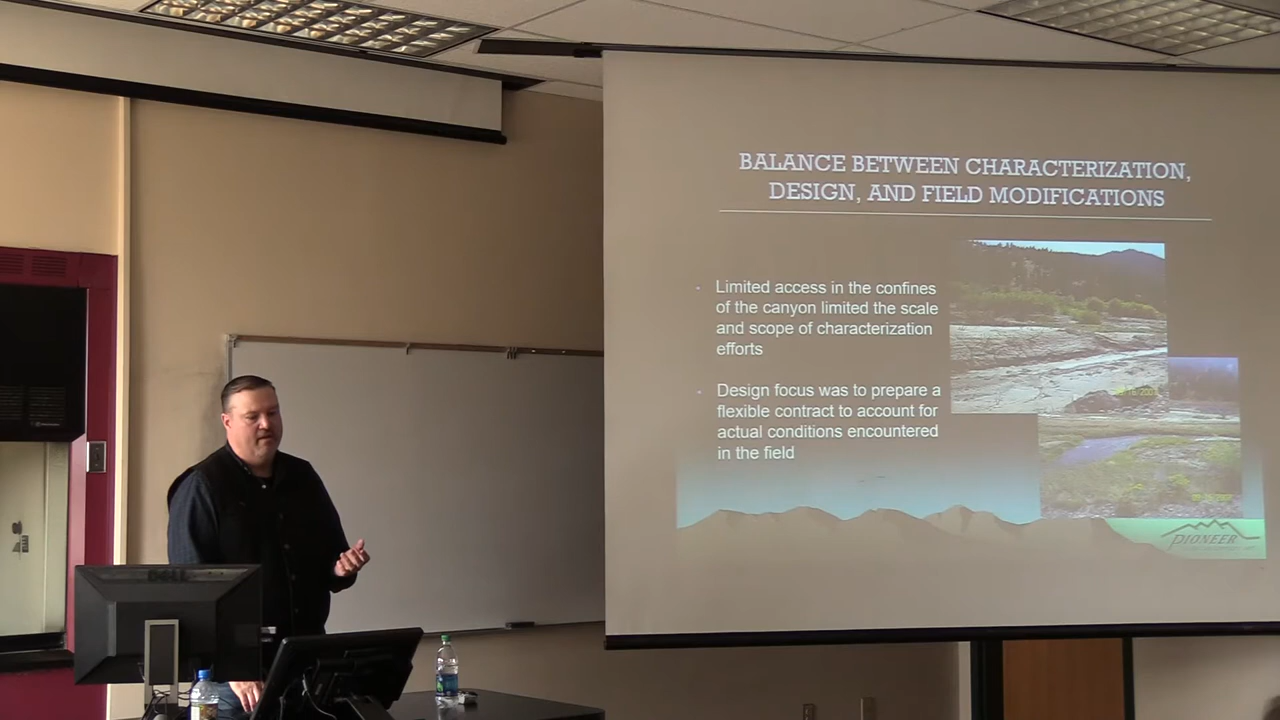 BALANCE BETWEEN CHARACTERIZATION,
DESIGN, AND FIELD MODIFICATIONS
Limited access in the confines
of the canyon limited the scale
and scope of characterization
efforts
Design focus was to prepare a
flexible contract to account for
actual conditions encountered
in the field
PIONEER
DELL